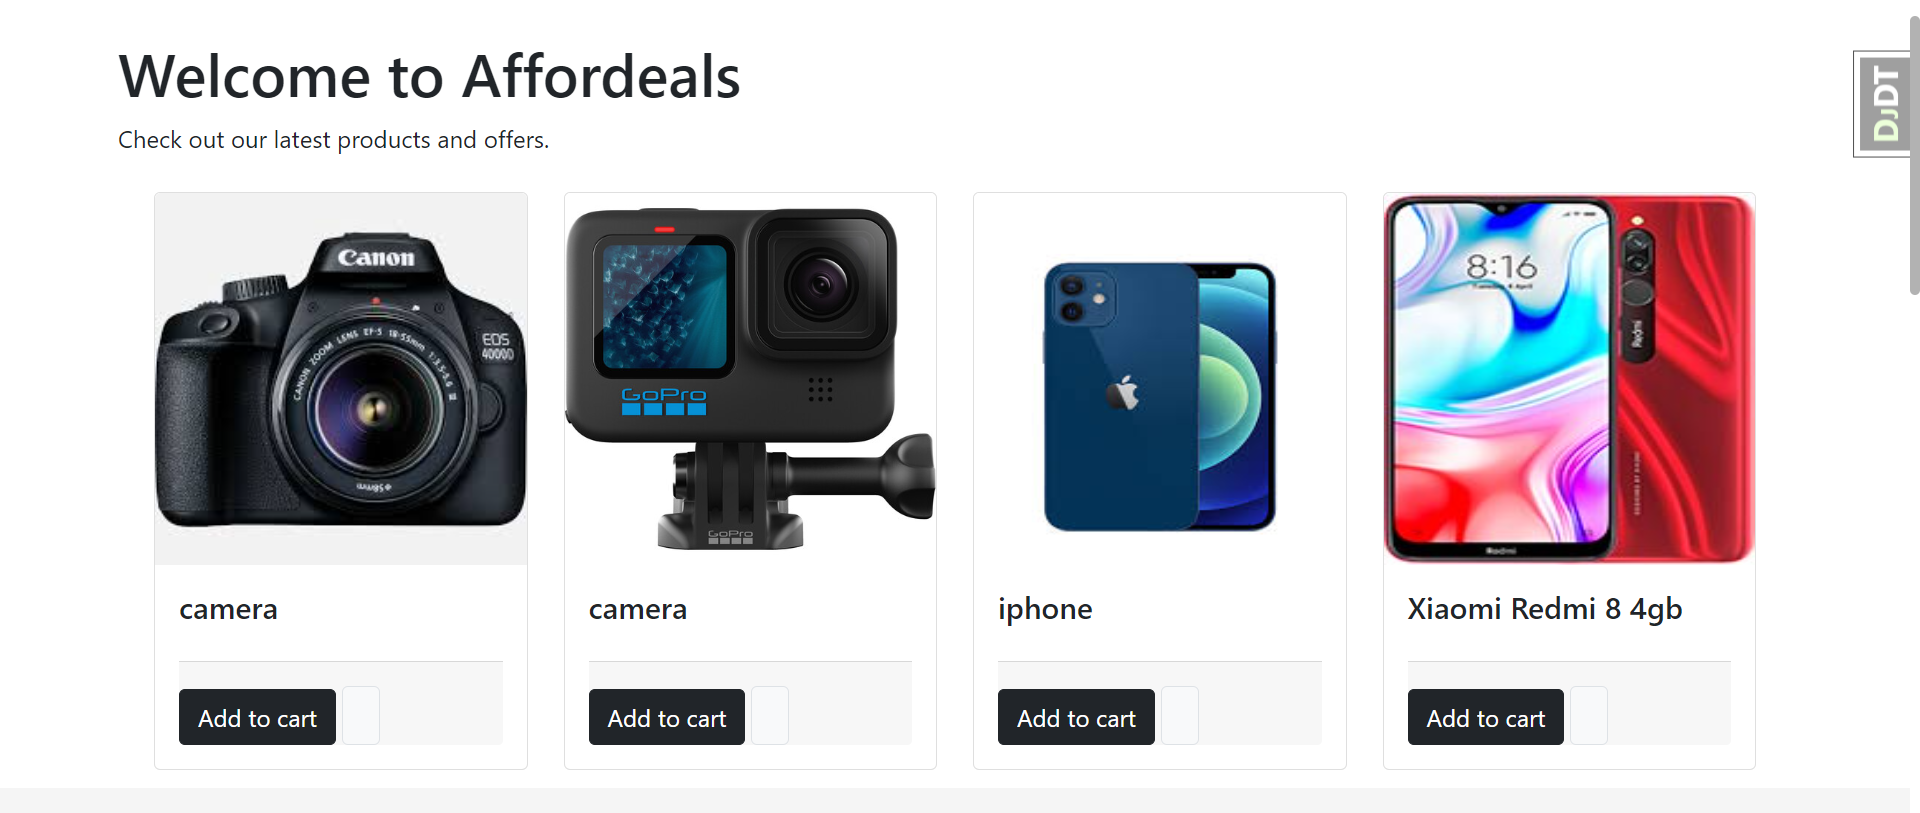 Welcome to Affordeals
Check out our latest products and offers.
DJDT
Canon
EOS
4000D
CANON ZOOM LENS EF-S 18-55mm 1:3.5-5.6 III
58mm
GoPro
GoPro
8:16
Redmi
Redmi
camera
camera
iphone
Xiaomi Redmi 8 4gb
Add to cart
Add to cart
Add to cart
Add to cart